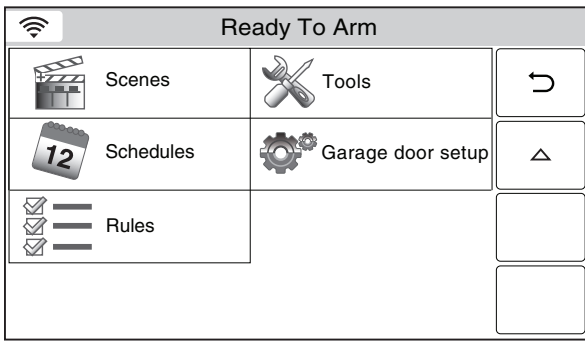 Ready To Arm
Scenes
Tools
12
Schedules
Garage door setup
Rules